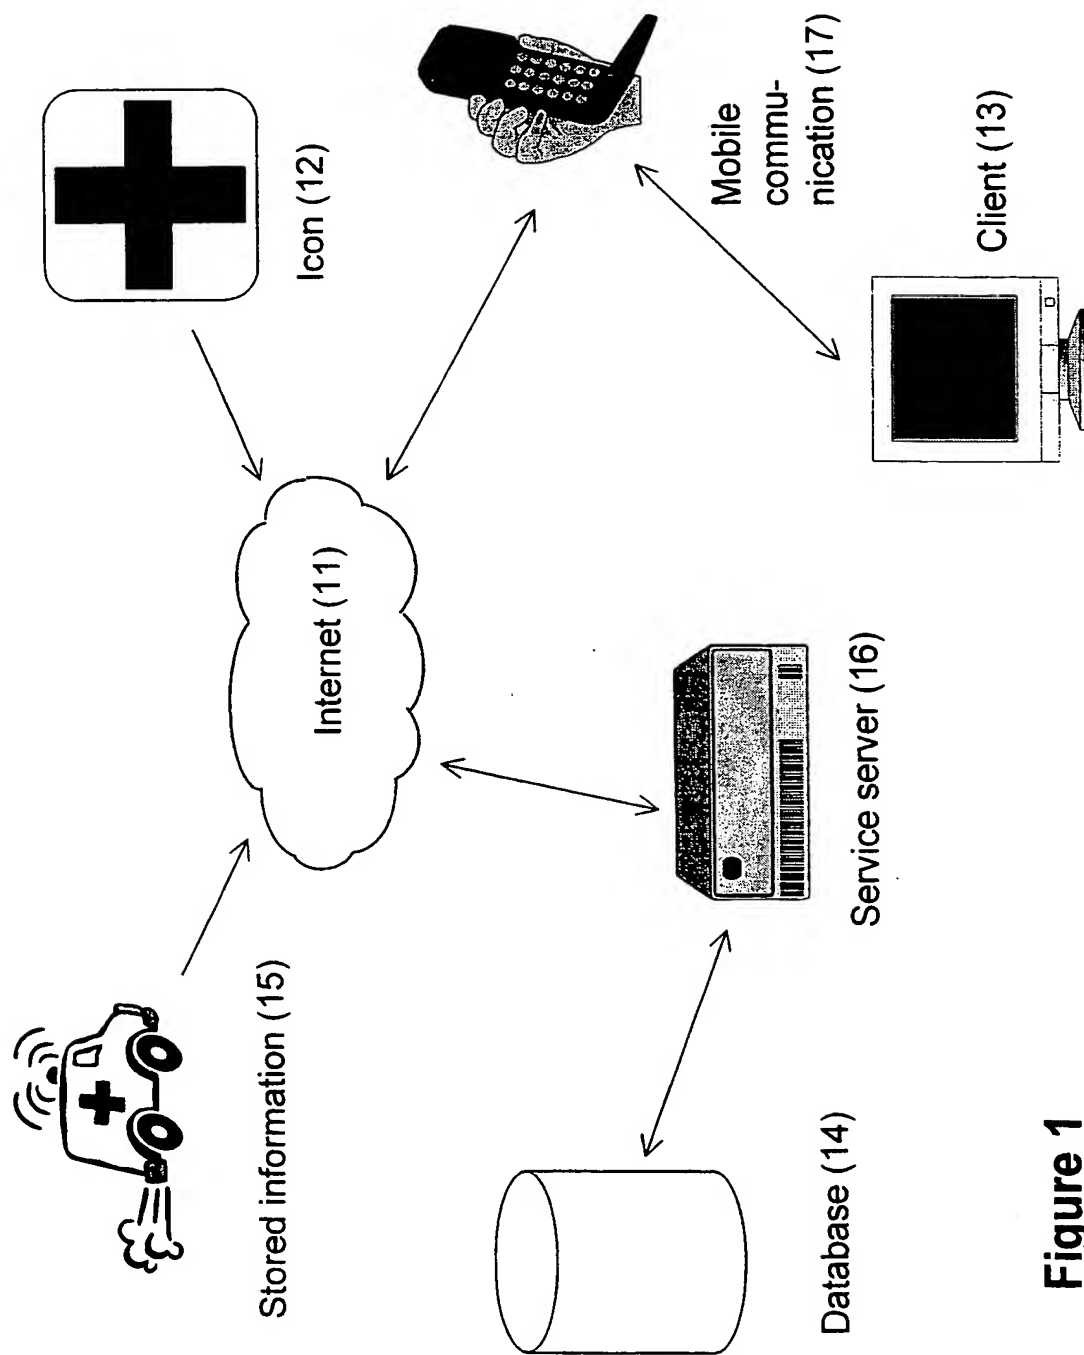 Stored information (15)
Icon (12)
Internet (11)
Mobile
commu-
nication (17)
Database (14)
Service server (16)
Client (13)
Figure 1